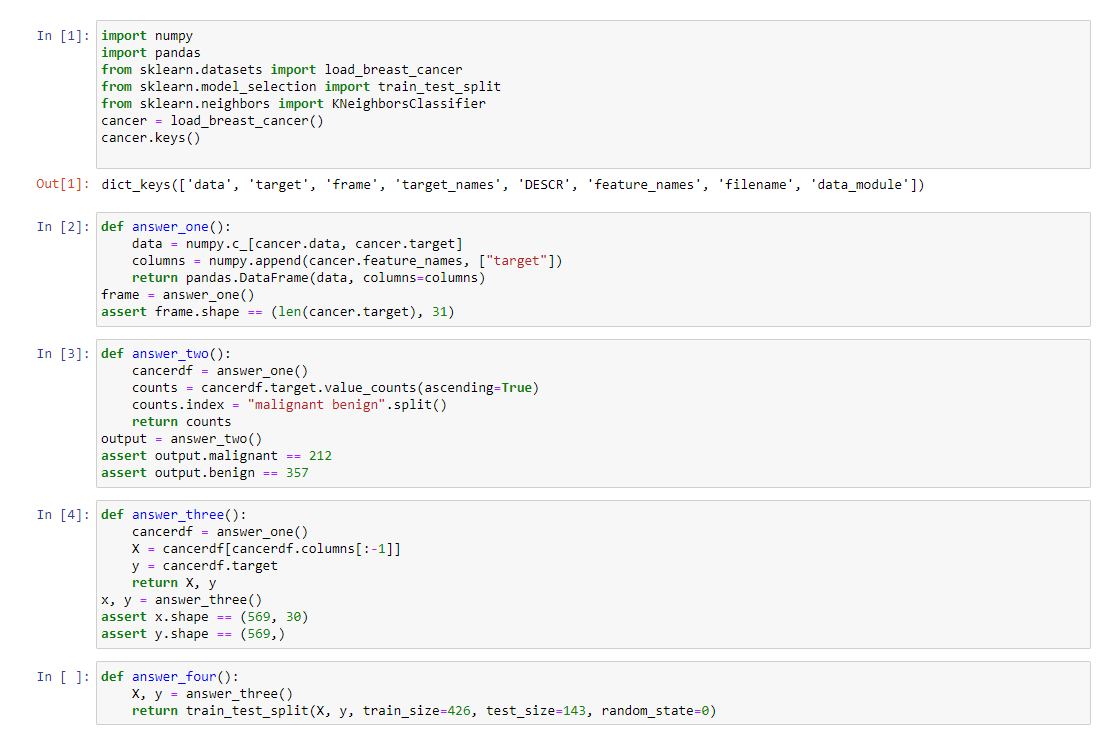 In [1]: import numpy
import pandas
from sklearn.datasets import load_breast_cancer
from sklearn.model_selection import train_test_split
from sklearn.neighbors import KNeighborsClassifier
cancer = load_breast_cancer()
cancer.keys()
Out[1]: dict_keys(['data', 'target', 'frame', 'target_names', 'DESCR', 'feature_names', 'filename', 'data_module'])
In [2]: def answer_one():
    data = numpy.c_[cancer.data, cancer.target]
    columns = numpy.append(cancer.feature_names, ["target"])
    return pandas.DataFrame(data, columns=columns)
frame = answer_one()
assert frame.shape == (len(cancer.target), 31)
In [3]: def answer_two():
    cancerdf = answer_one()
    counts = cancerdf.target.value_counts(ascending=True)
    counts.index = "malignant benign".split()
    return counts
output = answer_two()
assert output.malignant == 212
assert output.benign == 357
In [4]: def answer_three():
    cancerdf = answer_one()
    X = cancerdf[cancerdf.columns[:-1]]
    y = cancerdf.target
    return X, y
x, y = answer_three()
assert x.shape == (569, 30)
assert y.shape == (569,)
In [ ]: def answer_four():
    X, y = answer_three()
    return train_test_split(X, y, train_size=426, test_size=143, random_state=0)